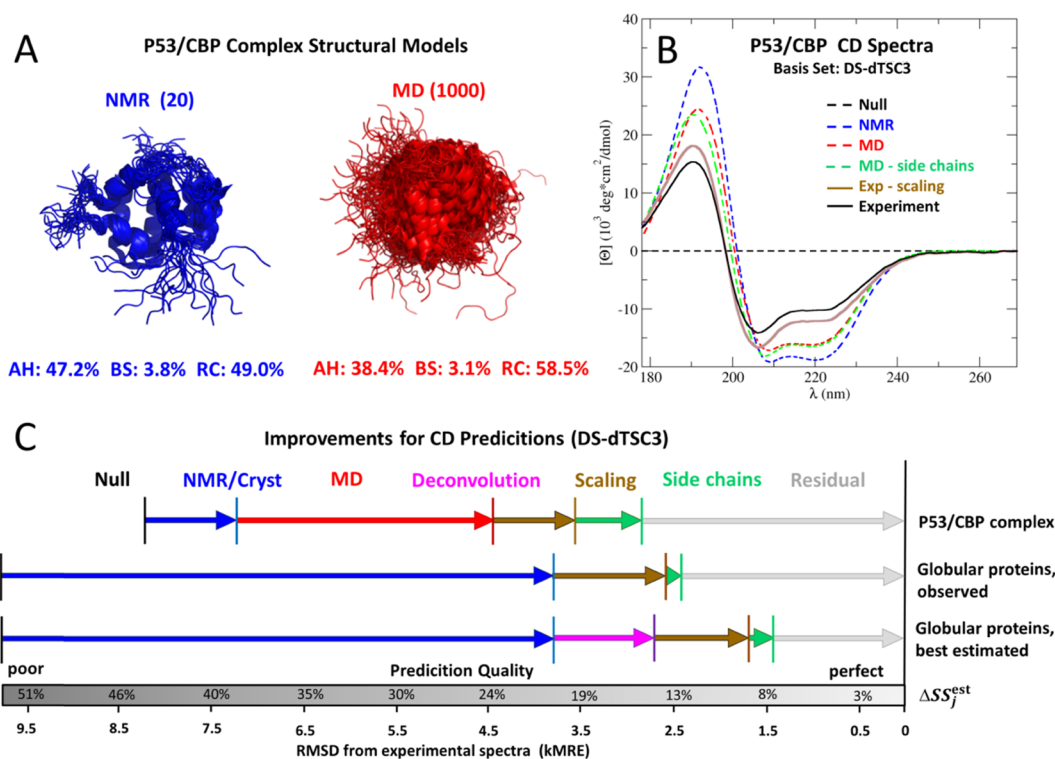 A
P53/CBP Complex Structural Models
NMR (20)
MD (1000)
AH: 47.2% BS: 3.8% RC: 49.0%
AH: 38.4% BS: 3.1% RC: 58.5%
B
P53/CBP CD Spectra
Basis Set: DS-dTSC3
Null
NMR
MD
MD - side chains
Exp - scaling
Experiment
[Θ] (10³ deg*cm²/dmol)
40
30
20
10
0
-10
-20
180 200 220 240 260
λ (nm)
C
Improvements for CD Predicitions (DS-dTSC3)
Null NMR/Cryst MD Deconvolution Scaling Side chains Residual
P53/CBP complex
Globular proteins,
observed
Globular proteins,
best estimated
poor Predicition Quality perfect
51% 46% 40% 35% 30% 24% 19% 13% 8% 3%
ΔSSⱼᵉˢᵗ
9.5 8.5 7.5 6.5 5.5 4.5 3.5 2.5 1.5 0.5 0
RMSD from experimental spectra (kMRE)